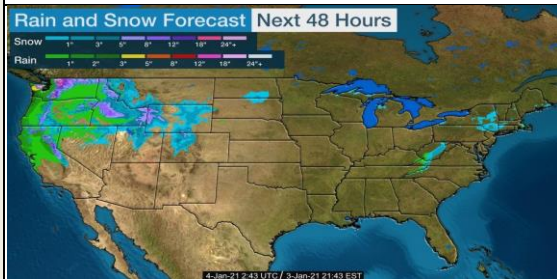 Rain and Snow Forecast Next 48 Hours
Snow 1" 3" 5" 8" 12" 18" 24"+
Rain 1" 2" 3" 5" 8" 12" 18" 24"+
4-Jan-21 2:43 UTC / 3-Jan-21 21:43 EST